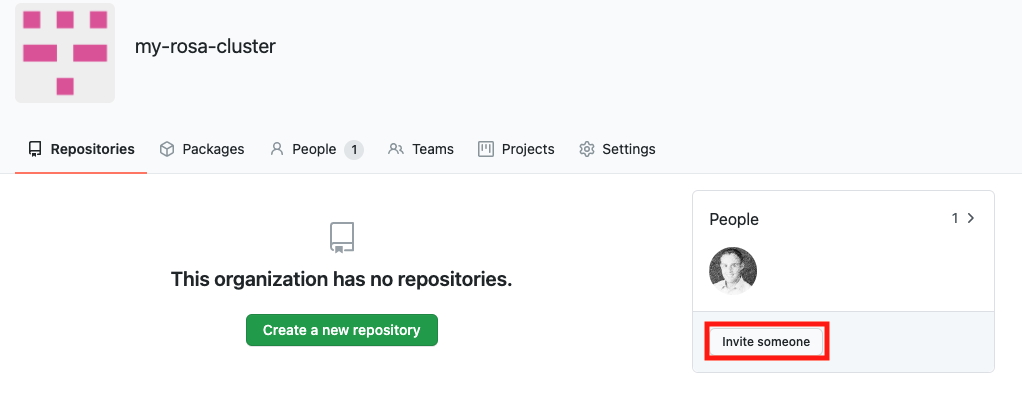 my-rosa-cluster
Repositories Packages People 1 Teams Projects Settings
This organization has no repositories.
Create a new repository
People 1
Invite someone